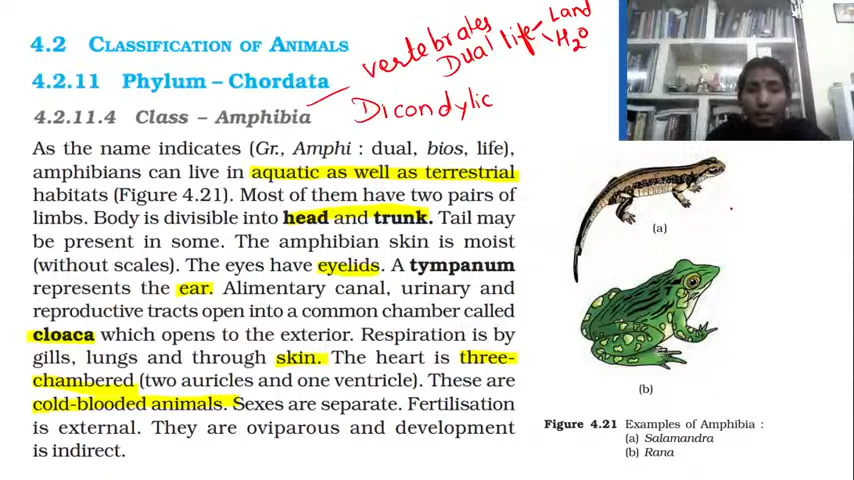 4.2 CLASSIFICATION OF ANIMALS
4.2.11 Phylum – Chordata
4.2.11.4 Class – Amphibia
vertebrates
Dual life
Land
H2O
Dicondylic
As the name indicates (Gr., Amphi : dual, bios, life),
amphibians can live in aquatic as well as terrestrial
habitats (Figure 4.21). Most of them have two pairs of
limbs. Body is divisible into head and trunk. Tail may
be present in some. The amphibian skin is moist
(without scales). The eyes have eyelids. A tympanum
represents the ear. Alimentary canal, urinary and
reproductive tracts open into a common chamber called
cloaca which opens to the exterior. Respiration is by
gills, lungs and through skin. The heart is three-
chambered (two auricles and one ventricle). These are
cold-blooded animals. Sexes are separate. Fertilisation
is external. They are oviparous and development
is indirect.
(a)
(b)
Figure 4.21 Examples of Amphibia :
(a) Salamandra
(b) Rana